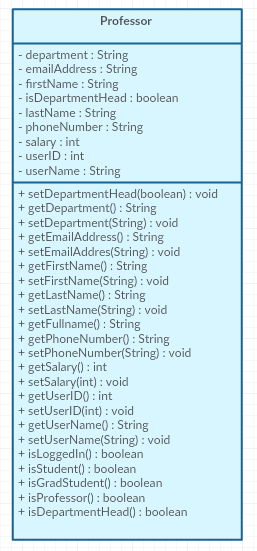 Professor
- department : String
- emailAddress : String
- firstName : String
- isDepartmentHead : boolean
- lastName : String
- phoneNumber : String
- salary : int
- userID : int
- userName : String
+ setDepartmentHead(boolean) : void
+ getDepartment() : String
+ setDepartment(String) : void
+ getEmailAddress() : String
+ setEmailAddres(String) : void
+ getFirstName() : String
+ setFirstName(String) : void
+ getLastName() : String
+ setLastName(String) : void
+ getFullname() : String
+ getPhoneNumber() : String
+ setPhoneNumber(String) : void
+ getSalary() : int
+ setSalary(int) : void
+ getUserID() : int
+ setUserID(int) : void
+ getUserName() : String
+ setUserName(String) : void
+ isLoggedIn() : boolean
+ isStudent() : boolean
+ isGradStudent() : boolean
+ isProfessor() : boolean
+ isDepartmentHead() : boolean